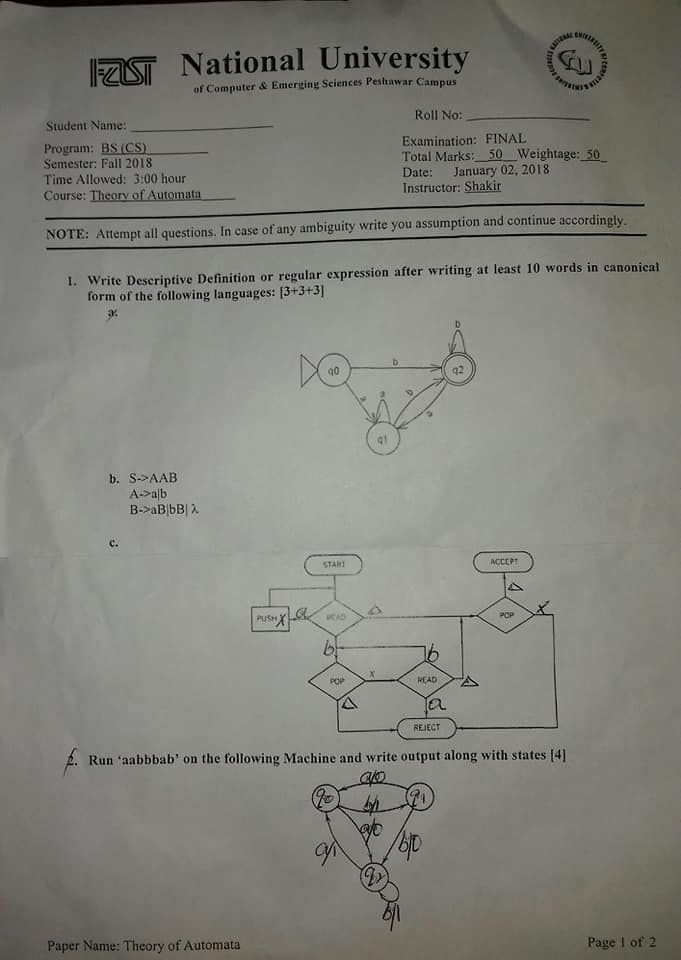 FAST National University
of Computer & Emerging Sciences Peshawar Campus
Student Name:
Roll No:
Program: BS (CS)
Examination: FINAL
Semester: Fall 2018
Total Marks: 50 Weightage: 50
Time Allowed: 3:00 hour
Date: January 02, 2018
Course: Theory of Automata
Instructor: Shakir
NOTE: Attempt all questions. In case of any ambiguity write you assumption and continue accordingly.
1. Write Descriptive Definition or regular expression after writing at least 10 words in canonical
form of the following languages: [3+3+3]
a.
b
q0
b
q2
a
a
b
a
q1
b. S->AAB
A->a|b
B->aB|bB| λ
c.
START
ACCEPT
Δ
PUSH X
a
READ
Δ
POP
X
b
b
POP
X
READ
Δ
Δ
a
REJECT
2. Run ‘aabbbab’ on the following Machine and write output along with states [4]
a/0
q0
b/1
q1
a/0
a/1
b/0
q2
b/1
Paper Name: Theory of Automata
Page 1 of 2